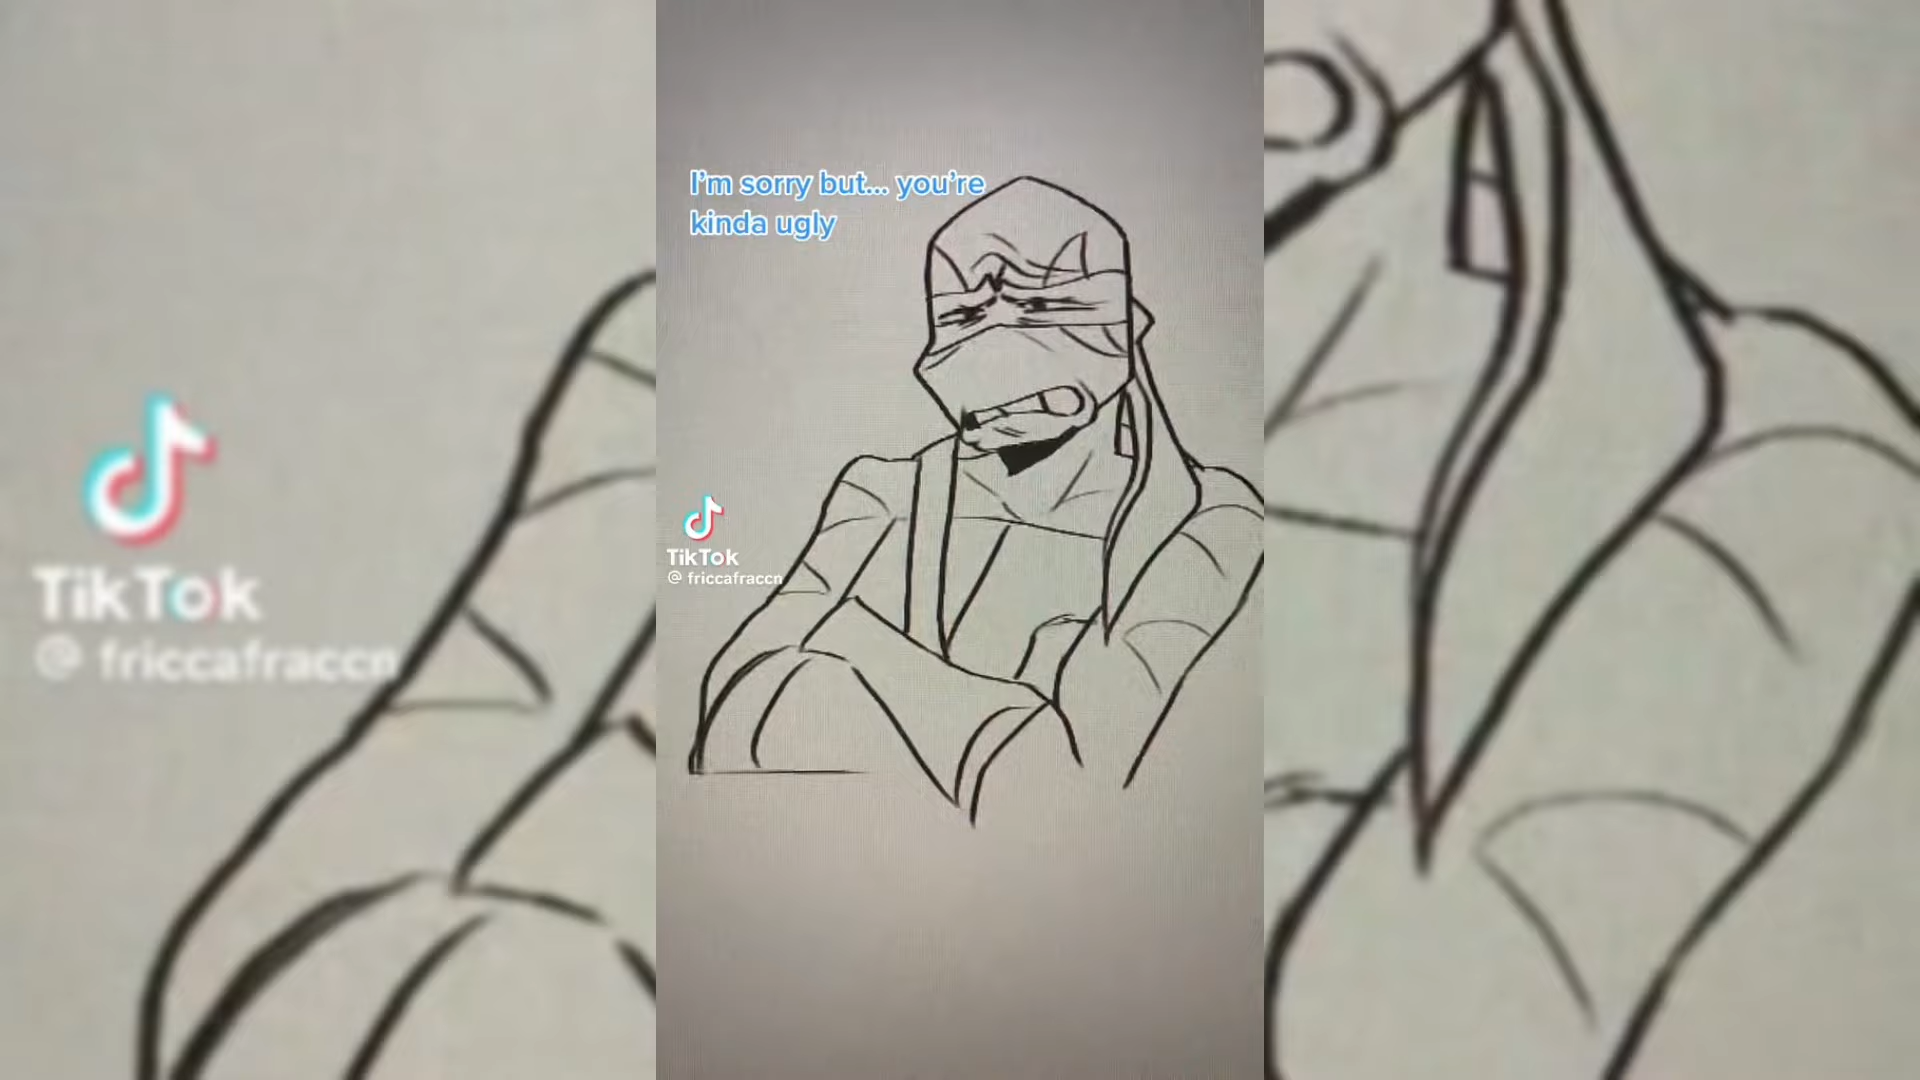 I'm sorry but... you're
kinda ugly
TikTok
@ friccafraccn
TikTok
@ friccafraccn